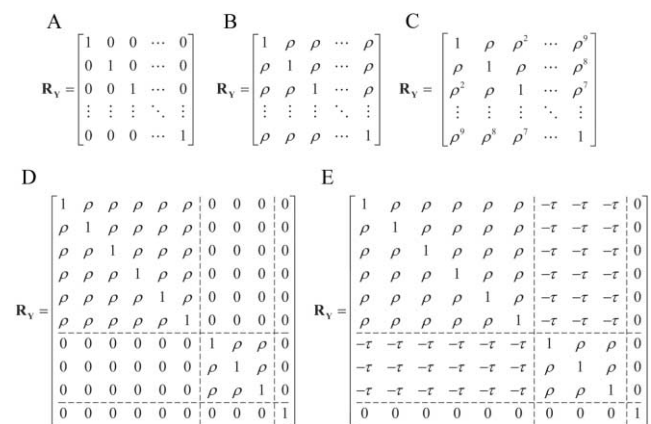 A
R_Y = [1 0 0 ⋯ 0
0 1 0 ⋯ 0
0 0 1 ⋯ 0
⋮ ⋮ ⋮ ⋱ ⋮
0 0 0 ⋯ 1]
B
R_Y = [1 ρ ρ ⋯ ρ
ρ 1 ρ ⋯ ρ
ρ ρ 1 ⋯ ρ
⋮ ⋮ ⋮ ⋱ ⋮
ρ ρ ρ ⋯ 1]
C
R_Y = [1 ρ ρ² ⋯ ρ⁹
ρ 1 ρ ⋯ ρ⁸
ρ² ρ 1 ⋯ ρ⁷
⋮ ⋮ ⋮ ⋱ ⋮
ρ⁹ ρ⁸ ρ⁷ ⋯ 1]
D
R_Y = [1 ρ ρ ρ ρ ρ 0 0 0 0
ρ 1 ρ ρ ρ ρ 0 0 0 0
ρ ρ 1 ρ ρ ρ 0 0 0 0
ρ ρ ρ 1 ρ ρ 0 0 0 0
ρ ρ ρ ρ 1 ρ 0 0 0 0
ρ ρ ρ ρ ρ 1 0 0 0 0
0 0 0 0 0 0 1 ρ ρ 0
0 0 0 0 0 0 ρ 1 ρ 0
0 0 0 0 0 0 ρ ρ 1 0
0 0 0 0 0 0 0 0 0 1]
E
R_Y = [1 ρ ρ ρ ρ ρ −τ −τ −τ 0
ρ 1 ρ ρ ρ ρ −τ −τ −τ 0
ρ ρ 1 ρ ρ ρ −τ −τ −τ 0
ρ ρ ρ 1 ρ ρ −τ −τ −τ 0
ρ ρ ρ ρ 1 ρ −τ −τ −τ 0
ρ ρ ρ ρ ρ 1 −τ −τ −τ 0
−τ −τ −τ −τ −τ −τ 1 ρ ρ 0
−τ −τ −τ −τ −τ −τ ρ 1 ρ 0
−τ −τ −τ −τ −τ −τ ρ ρ 1 0
0 0 0 0 0 0 0 0 0 1]